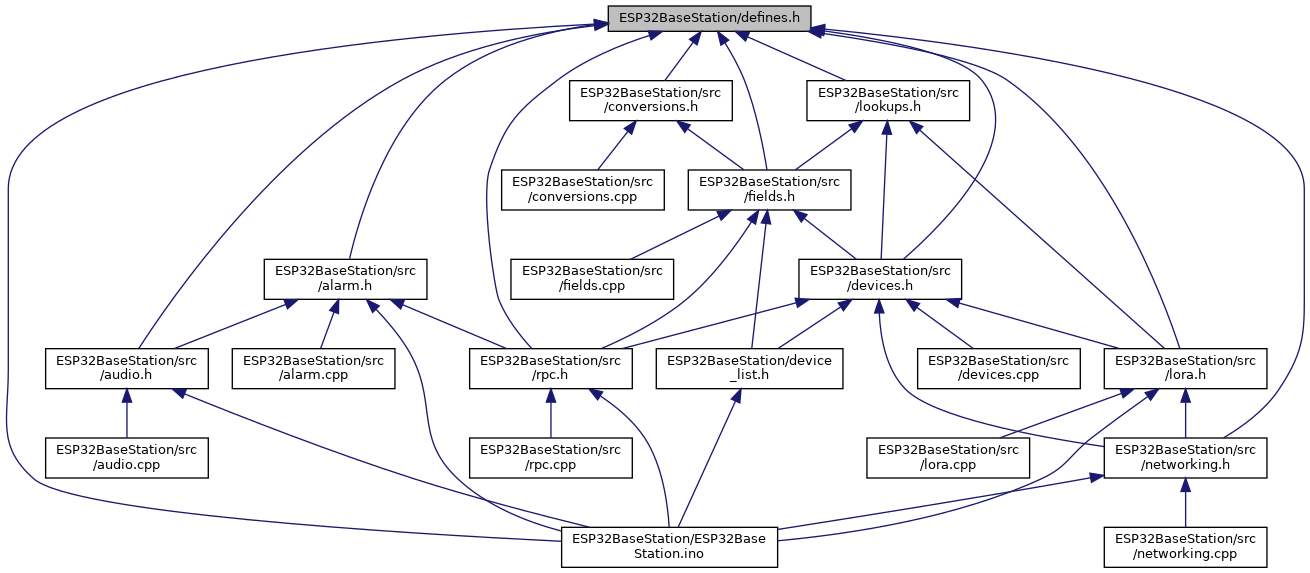 ESP32BaseStation/defines.h
ESP32BaseStation/src
/conversions.h
ESP32BaseStation/src
/lookups.h
ESP32BaseStation/src
/conversions.cpp
ESP32BaseStation/src
/fields.h
ESP32BaseStation/src
/alarm.h
ESP32BaseStation/src
/fields.cpp
ESP32BaseStation/src
/devices.h
ESP32BaseStation/src
/audio.h
ESP32BaseStation/src
/alarm.cpp
ESP32BaseStation/src
/rpc.h
ESP32BaseStation/device
_list.h
ESP32BaseStation/src
/devices.cpp
ESP32BaseStation/src
/lora.h
ESP32BaseStation/src
/audio.cpp
ESP32BaseStation/src
/rpc.cpp
ESP32BaseStation/src
/lora.cpp
ESP32BaseStation/src
/networking.h
ESP32BaseStation/ESP32Base
Station.ino
ESP32BaseStation/src
/networking.cpp